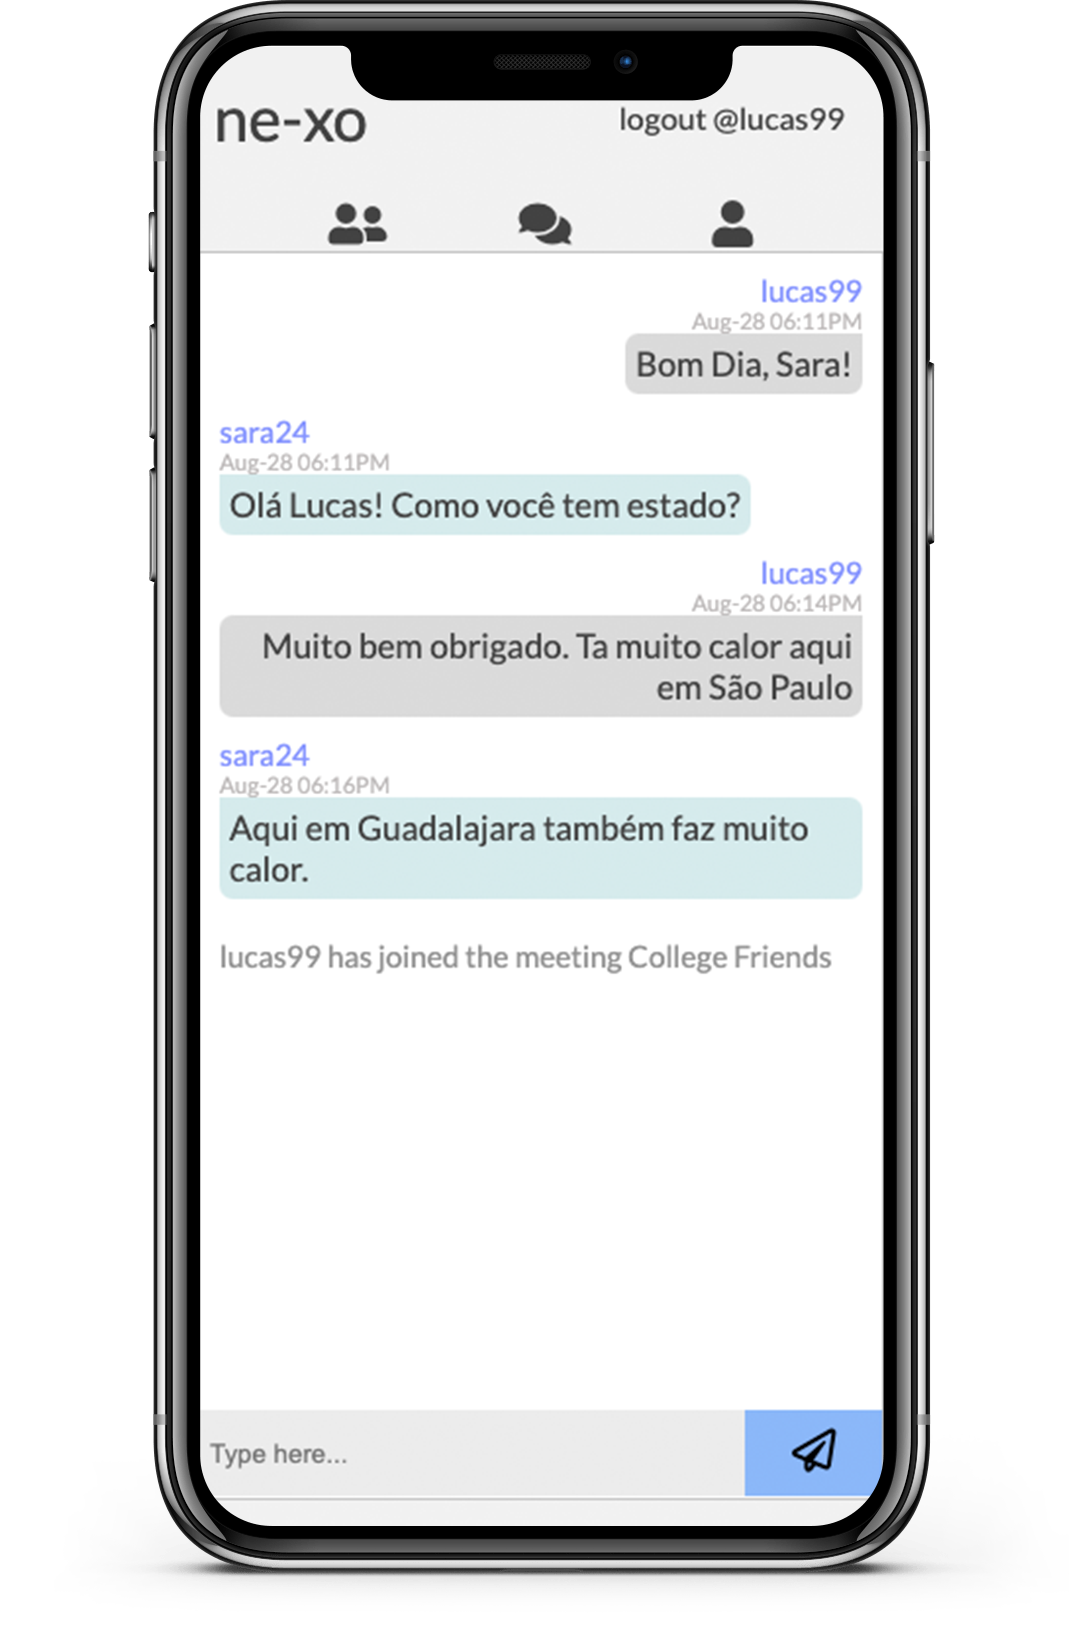 ne-xo
logout @lucas99
lucas99
Aug-28 06:11PM
Bom Dia, Sara!
sara24
Aug-28 06:11PM
Olá Lucas! Como você tem estado?
lucas99
Aug-28 06:14PM
Muito bem obrigado. Ta muito calor aqui
em São Paulo
sara24
Aug-28 06:16PM
Aqui em Guadalajara também faz muito
calor.
lucas99 has joined the meeting College Friends
Type here...